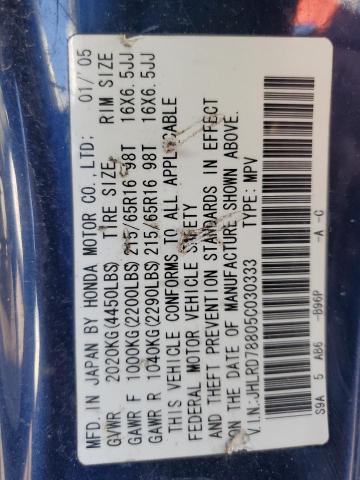 MFD. IN JAPAN BY HONDA MOTOR CO., LTD; 01/'05
GVWR 2020KG(4450LBS) TIRE SIZE RIM SIZE
GAWR F 1000KG(2200LBS) 215/65R16 98T 16X6.5JJ
GAWR R 1040KG(2290LBS) 215/65R16 98T 16X6.5JJ
THIS VEHICLE CONFORMS TO ALL APPLICABLE
FEDERAL MOTOR VEHICLE SAFETY
AND THEFT PREVENTION STANDARDS IN EFFECT
ON THE DATE OF MANUFACTURE SHOWN ABOVE.
V.I.N:JHLRD78805C030333 TYPE: MPV
S9A 5 AB6 -B96P -A -C